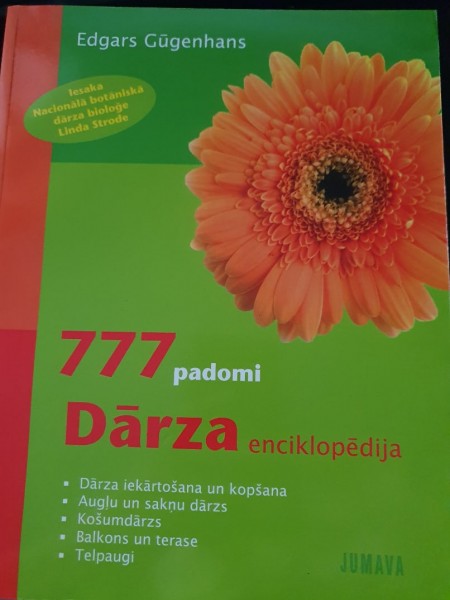 Edgars Gūgenhans
Iesaka
Nacionālā botāniskā
dārza bioloģe
Linda Strode
777 padomi
Dārza enciklopēdija
▪ Dārza iekārtošana un kopšana
▪ Augļu un sakņu dārzs
▪ Košumdārzs
▪ Balkons un terase
▪ Telpaugi
JUMAVA